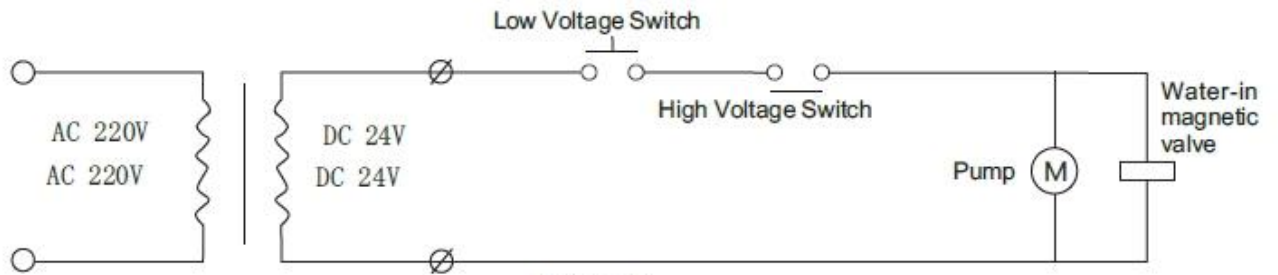 Low Voltage Switch
High Voltage Switch
Water-in
magnetic
valve
AC 220V
AC 220V
DC 24V
DC 24V
Pump
M